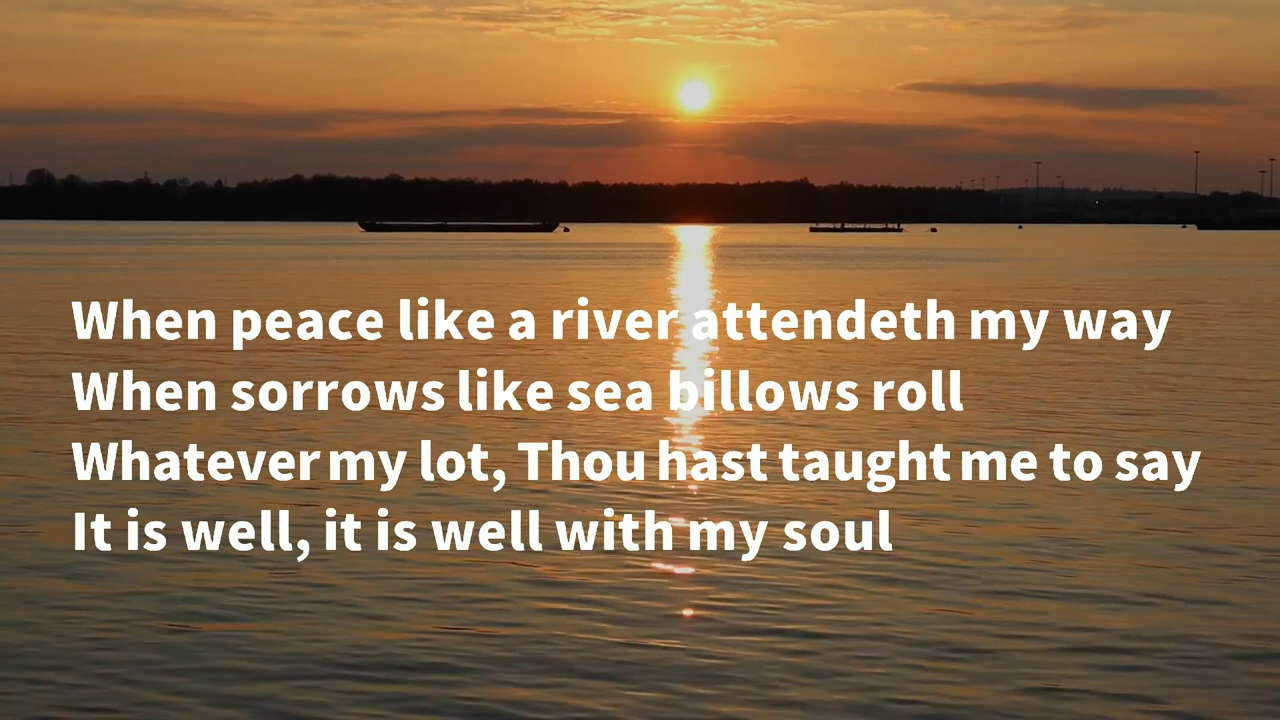 When peace like a river attendeth my way
When sorrows like sea billows roll
Whatever my lot, Thou hast taught me to say
It is well, it is well with my soul